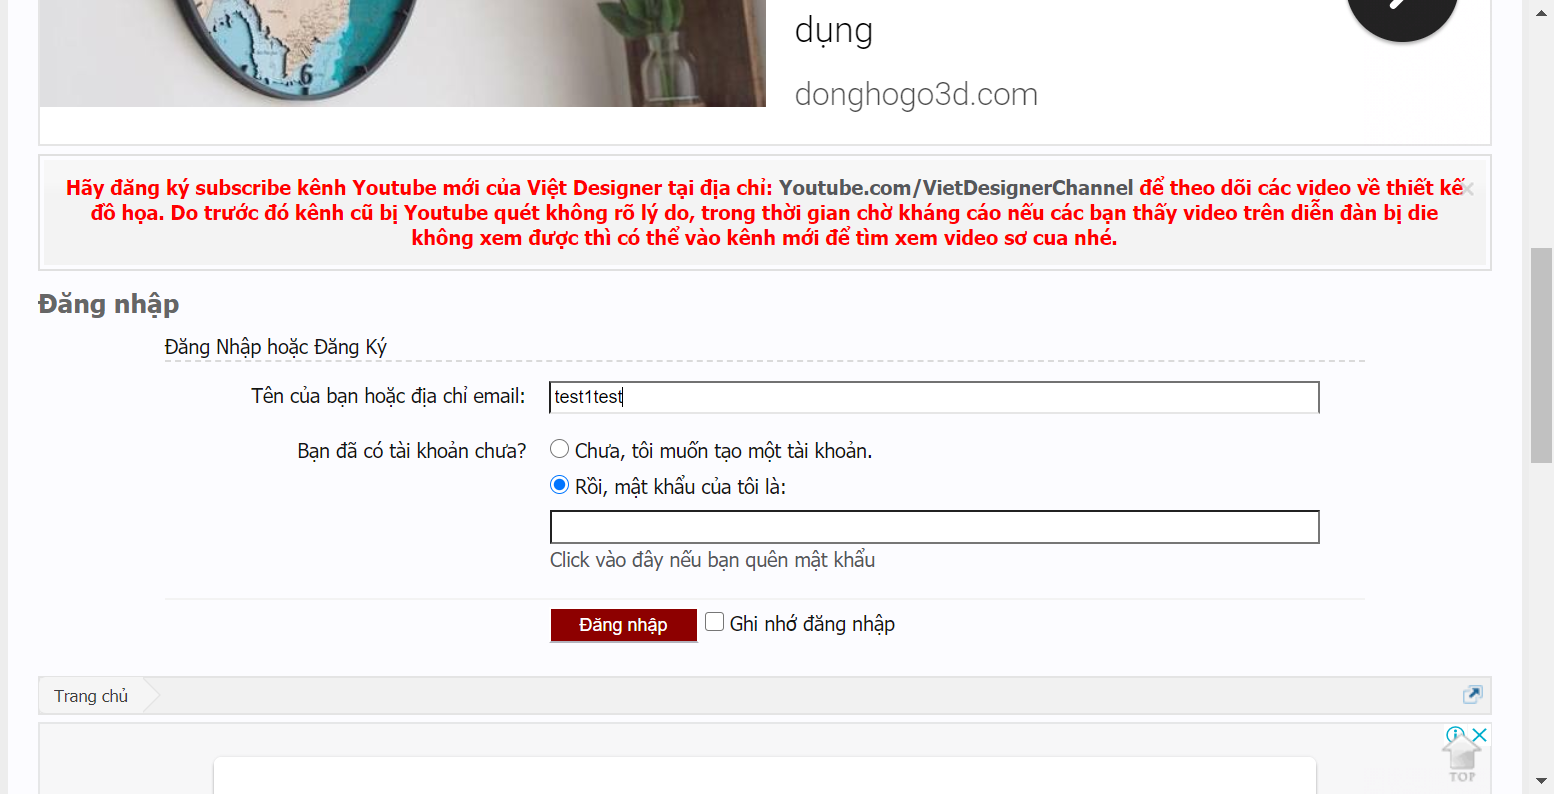 6
dụng
donghogo3d.com
Hãy đăng ký subscribe kênh Youtube mới của Việt Designer tại địa chỉ: Youtube.com/VietDesignerChannel để theo dõi các video về thiết kế
đồ họa. Do trước đó kênh cũ bị Youtube quét không rõ lý do, trong thời gian chờ kháng cáo nếu các bạn thấy video trên diễn đàn bị die
không xem được thì có thể vào kênh mới để tìm xem video sơ cua nhé.
Đăng nhập
Đăng Nhập hoặc Đăng Ký
Tên của bạn hoặc địa chỉ email: test1test
Bạn đã có tài khoản chưa? Chưa, tôi muốn tạo một tài khoản.
Rồi, mật khẩu của tôi là:
Click vào đây nếu bạn quên mật khẩu
Đăng nhập Ghi nhớ đăng nhập
Trang chủ
TOP